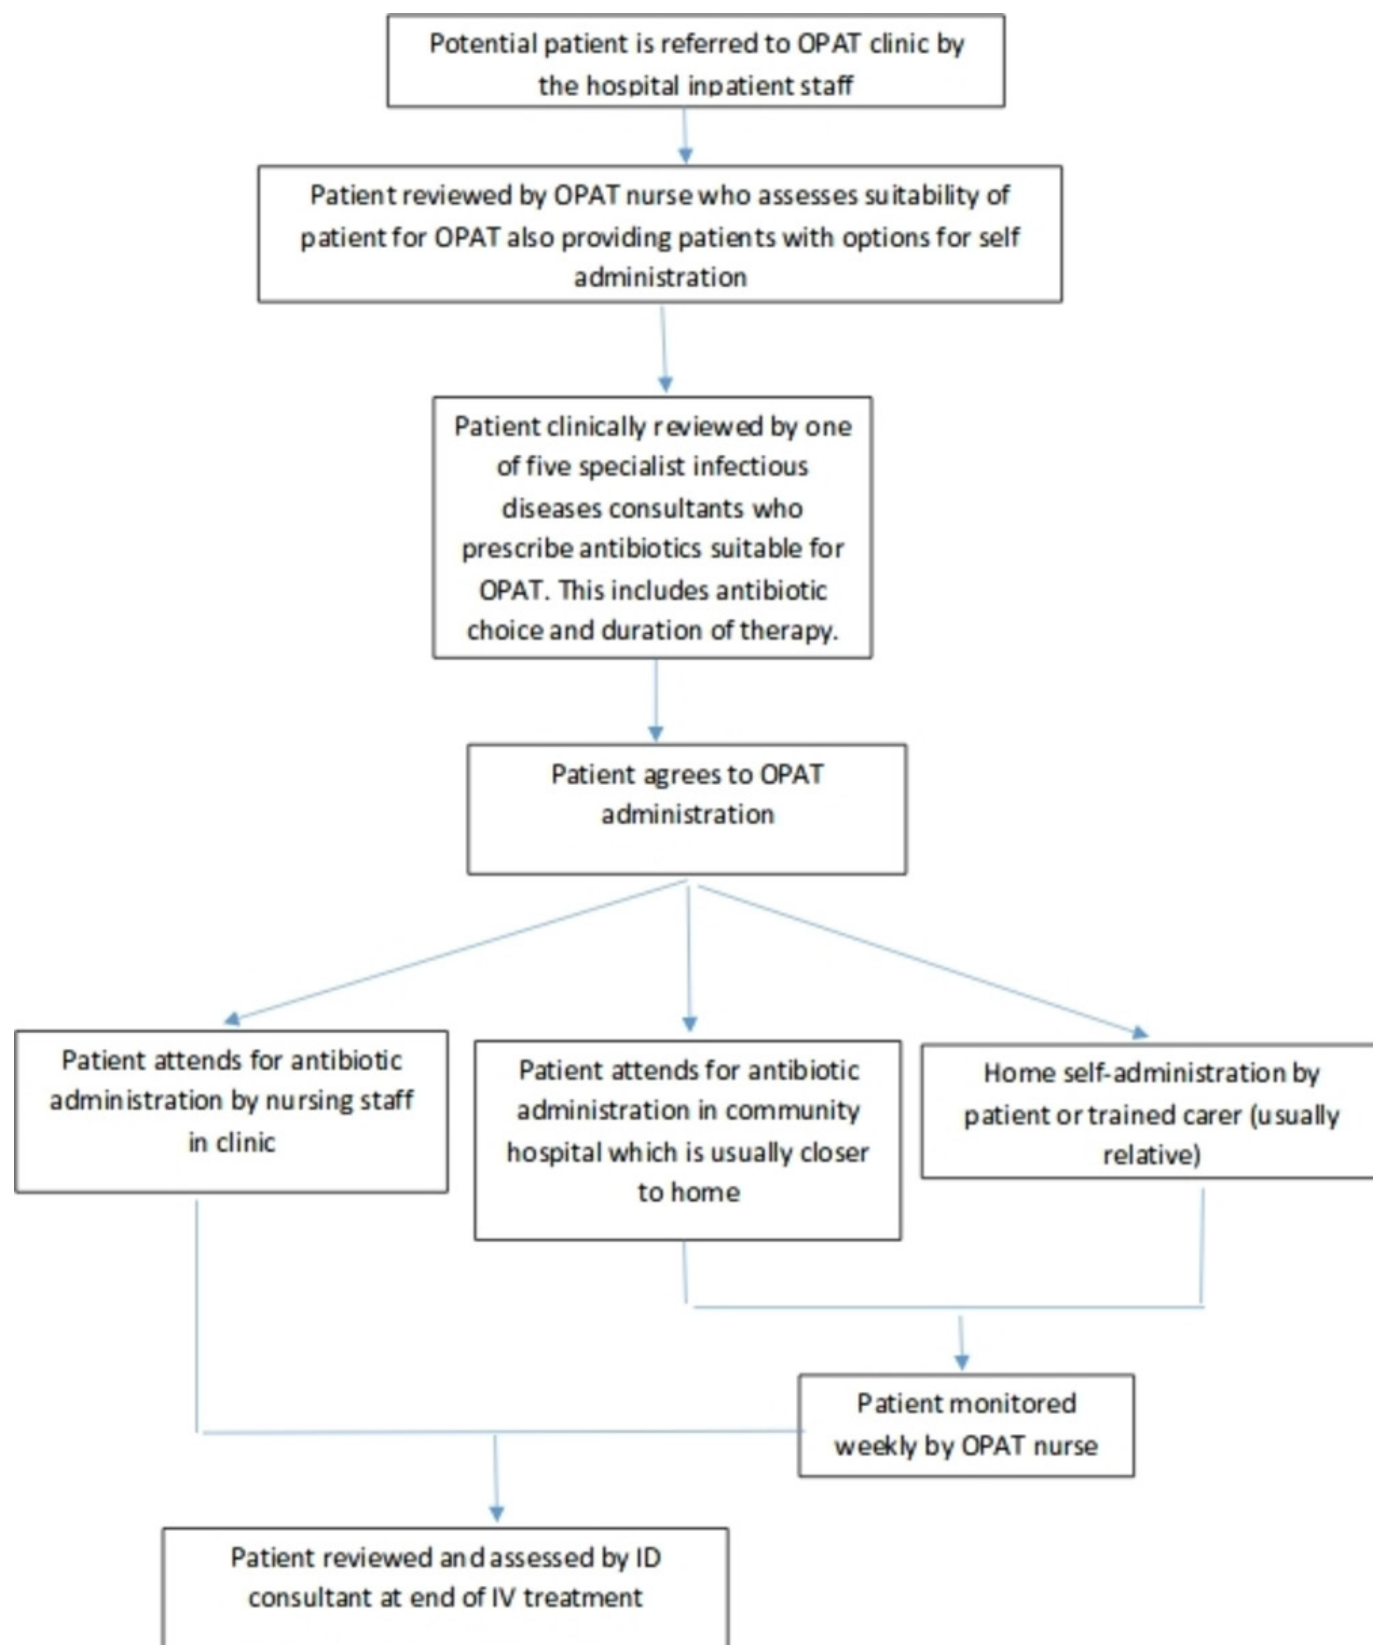 Potential patient is referred to OPAT clinic by
the hospital inpatient staff
Patient reviewed by OPAT nurse who assesses suitability of
patient for OPAT also providing patients with options for self
administration
Patient clinically reviewed by one
of five specialist infectious
diseases consultants who
prescribe antibiotics suitable for
OPAT. This includes antibiotic
choice and duration of therapy.
Patient agrees to OPAT
administration
Patient attends for antibiotic
administration by nursing staff
in clinic
Patient attends for antibiotic
administration in community
hospital which is usually closer
to home
Home self-administration by
patient or trained carer (usually
relative)
Patient monitored
weekly by OPAT nurse
Patient reviewed and assessed by ID
consultant at end of IV treatment